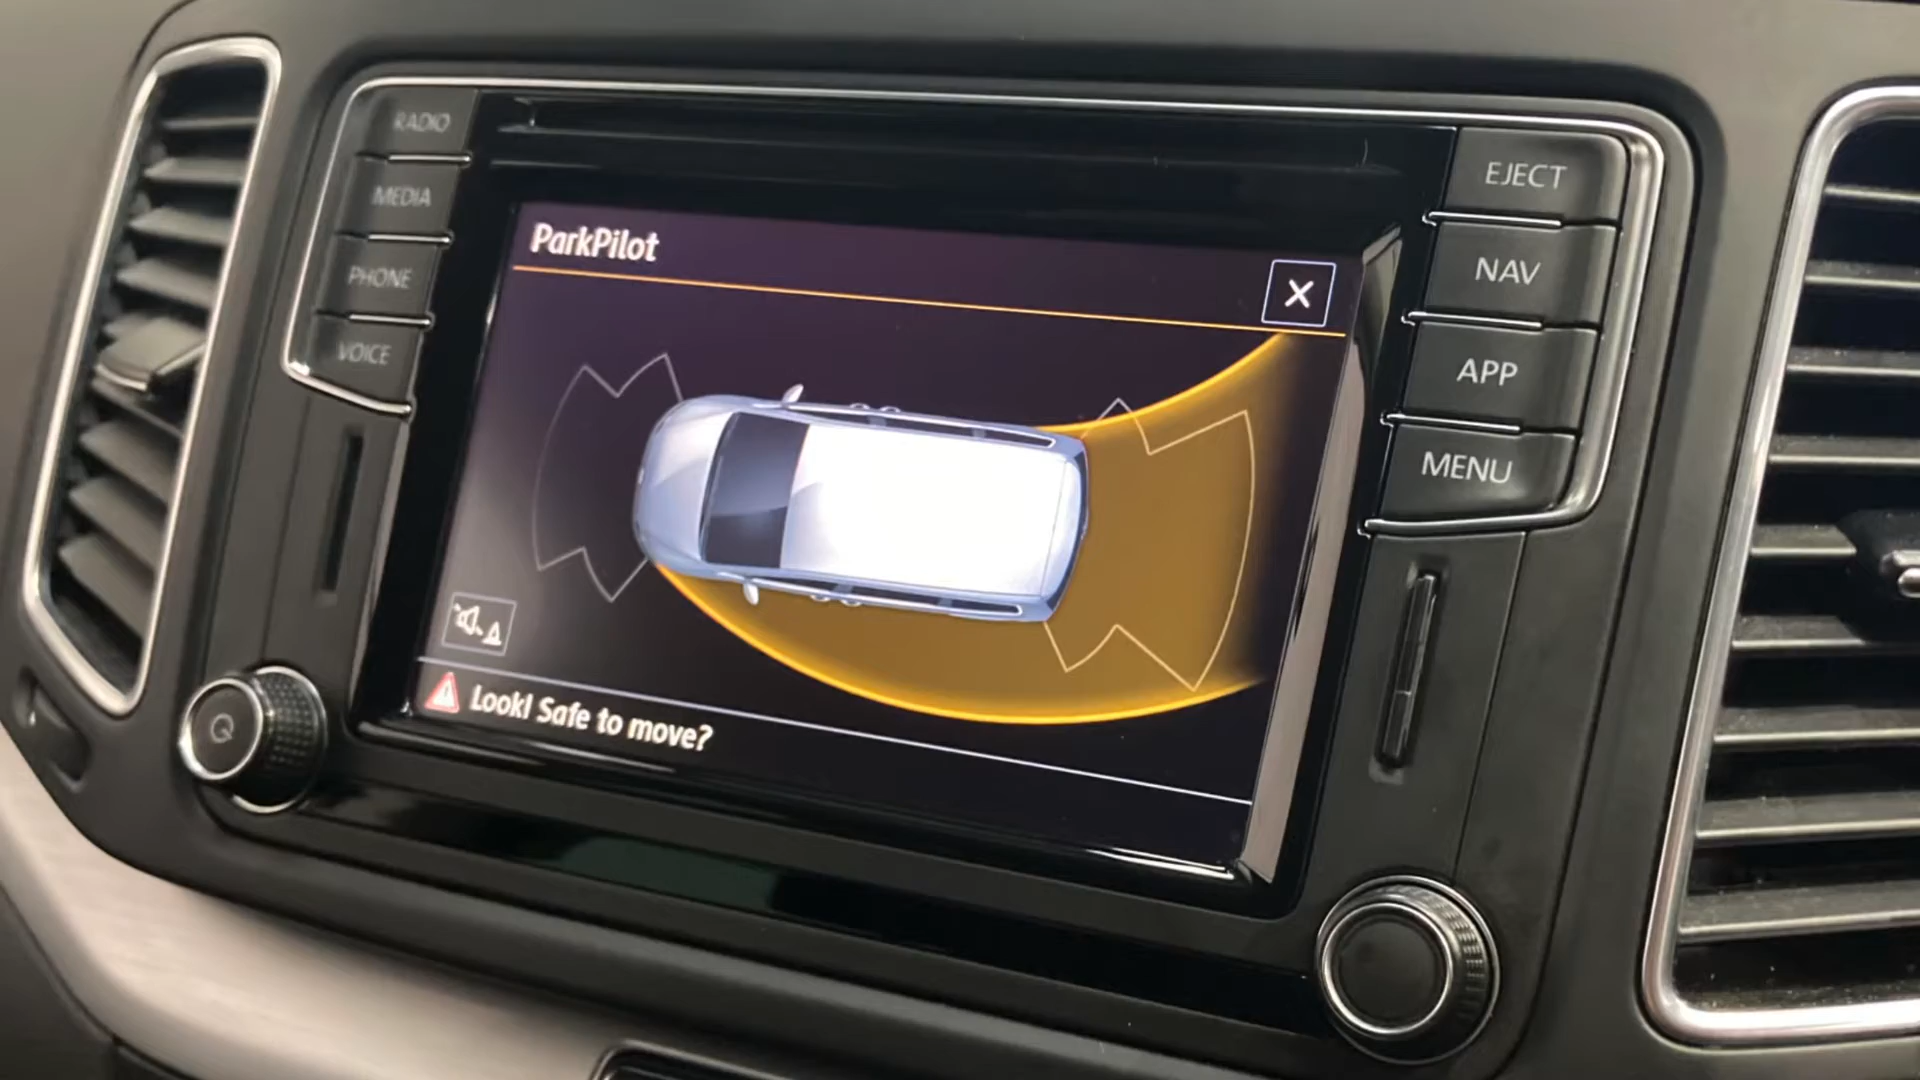 RADIO
MEDIA
PHONE
VOICE
ParkPilot
X
Look! Safe to move?
EJECT
NAV
APP
MENU